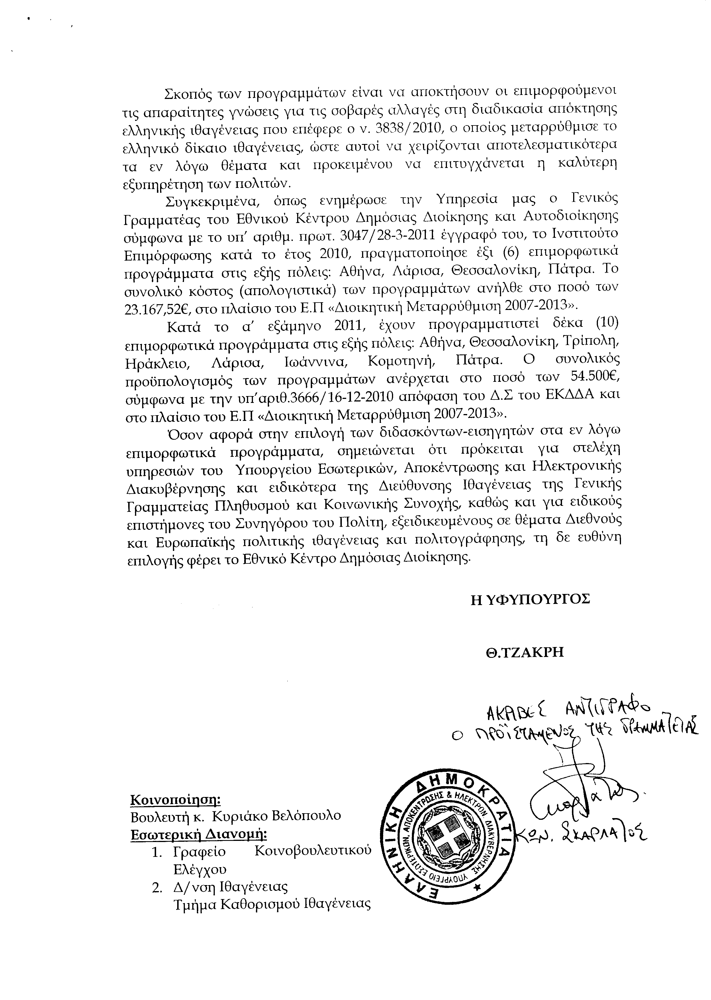 Σκοπός των προγραμμάτων είναι να αποκτήσουν οι επιμορφούμενοι
τις απαραίτητες γνώσεις για τις σοβαρές αλλαγές στη διαδικασία απόκτησης
ελληνικής ιθαγένειας που επέφερε ο ν. 3838/2010, ο οποίος μεταρρύθμισε το
ελληνικό δίκαιο ιθαγένειας, ώστε αυτοί να χειρίζονται αποτελεσματικότερα
τα εν λόγω θέματα και προκειμένου να επιτυγχάνεται η καλύτερη
εξυπηρέτηση των πολιτών.
Συγκεκριμένα, όπως ενημέρωσε την Υπηρεσία μας ο Γενικός
Γραμματέας του Εθνικού Κέντρου Δημόσιας Διοίκησης και Αυτοδιοίκησης
σύμφωνα με το υπ' αριθμ. πρωτ. 3047/28-3-2011 έγγραφό του, το Ινστιτούτο
Επιμόρφωσης κατά το έτος 2010, πραγματοποίησε έξι (6) επιμορφωτικά
προγράμματα στις εξής πόλεις: Αθήνα, Λάρισα, Θεσσαλονίκη, Πάτρα. Το
συνολικό κόστος (απολογιστικά) των προγραμμάτων ανήλθε στο ποσό των
23.167,52€, στο πλαίσιο του Ε.Π «Διοικητική Μεταρρύθμιση 2007-2013».
Κατά το α' εξάμηνο 2011, έχουν προγραμματιστεί δέκα (10)
επιμορφωτικά προγράμματα στις εξής πόλεις: Αθήνα, Θεσσαλονίκη, Τρίπολη,
Ηράκλειο, Λάρισα, Ιωάννινα, Κομοτηνή, Πάτρα. Ο συνολικός
προϋπολογισμός των προγραμμάτων ανέρχεται στο ποσό των 54.500€,
σύμφωνα με την υπ'αριθ.3666/16-12-2010 απόφαση του Δ.Σ του ΕΚΔΔΑ και
στο πλαίσιο του Ε.Π «Διοικητική Μεταρρύθμιση 2007-2013».
Όσον αφορά στην επιλογή των διδασκόντων-εισηγητών στα εν λόγω
επιμορφωτικά προγράμματα, σημειώνεται ότι πρόκειται για στελέχη
υπηρεσιών του Υπουργείου Εσωτερικών, Αποκέντρωσης και Ηλεκτρονικής
Διακυβέρνησης και ειδικότερα της Διεύθυνσης Ιθαγένειας της Γενικής
Γραμματείας Πληθυσμού και Κοινωνικής Συνοχής, καθώς και για ειδικούς
επιστήμονες του Συνηγόρου του Πολίτη, εξειδικευμένους σε θέματα Διεθνούς
και Ευρωπαϊκής πολιτικής ιθαγένειας και πολιτογράφησης, τη δε ευθύνη
επιλογής φέρει το Εθνικό Κέντρο Δημόσιας Διοίκησης.
Η ΥΦΥΠΟΥΡΓΟΣ
Θ.ΤΖΑΚΡΗ
ΑΚΡΙΒΕΣ ΑΝΤΙΓΡΑΦΟ
Ο ΠΡΟΪΣΤΑΜΕΝΟΣ ΤΗΣ ΓΡΑΜΜΑΤΕΙΑΣ
ΚΩΝ. ΣΚΑΡΛΑΤΟΣ
ΕΛΛΗΝΙΚΗ ΔΗΜΟΚΡΑΤΙΑ
ΥΠΟΥΡΓΕΙΟ ΕΣΩΤΕΡΙΚΩΝ, ΑΠΟΚΕΝΤΡΩΣΗΣ & ΗΛΕΚΤΡΟΝ. ΔΙΑΚΥΒΕΡΝΗΣΗΣ
Κοινοποίηση:
Βουλευτή κ. Κυριάκο Βελόπουλο
Εσωτερική Διανομή:
1. Γραφείο Κοινοβουλευτικού
Ελέγχου
2. Δ/νση Ιθαγένειας
Τμήμα Καθορισμού Ιθαγένειας